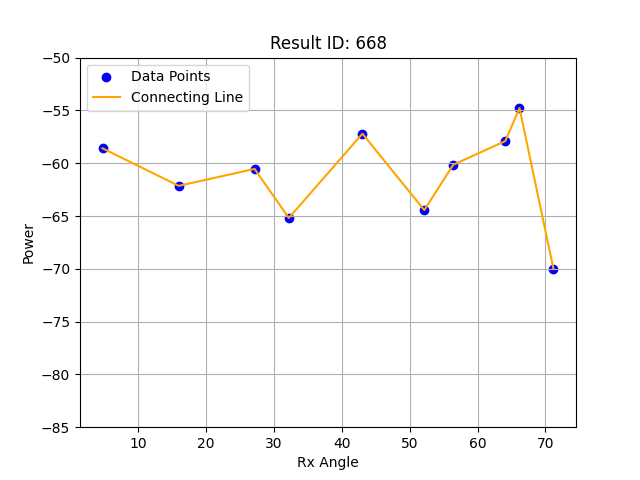 Result ID: 668
Data Points
Connecting Line
−50
−55
−60
−65
−70
−75
−80
−85
Power
10 20 30 40 50 60 70
Rx Angle